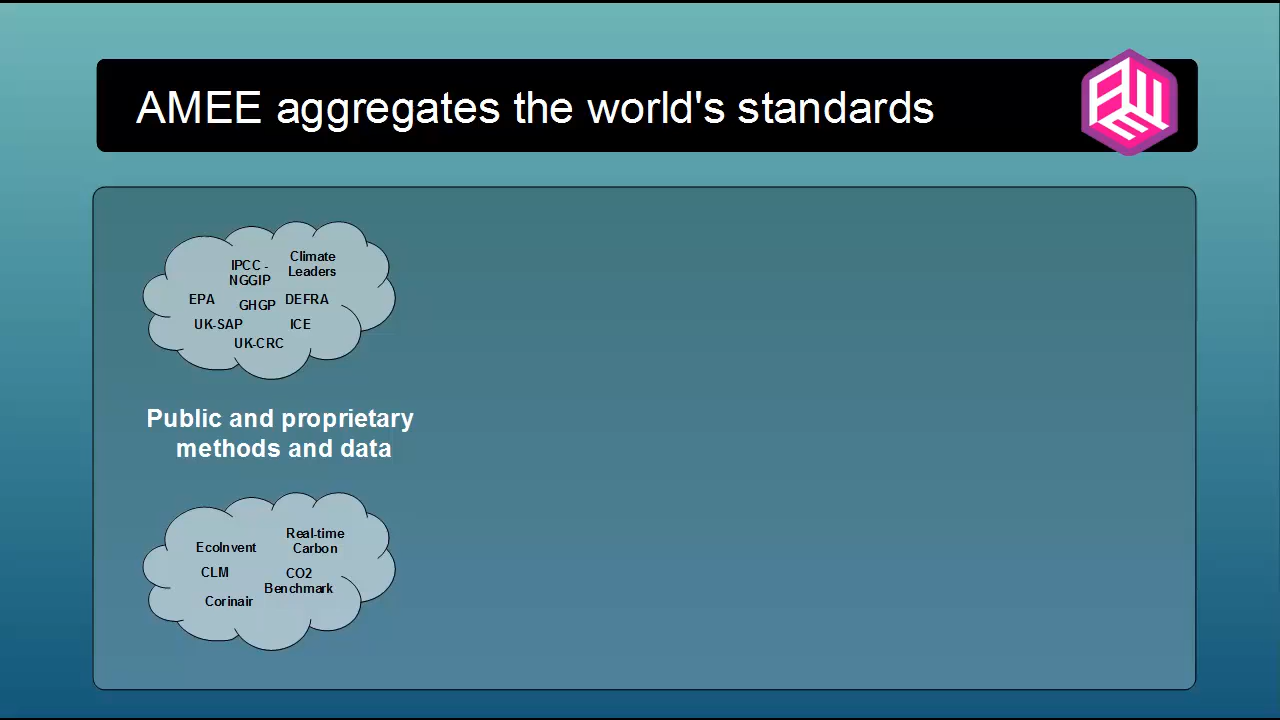 AMEE aggregates the world's standards
IPCC -
NGGIP
Climate
Leaders
EPA
GHGP
DEFRA
UK-SAP
ICE
UK-CRC
Public and proprietary
methods and data
EcoInvent
Real-time
Carbon
CLM
CO2
Benchmark
Corinair